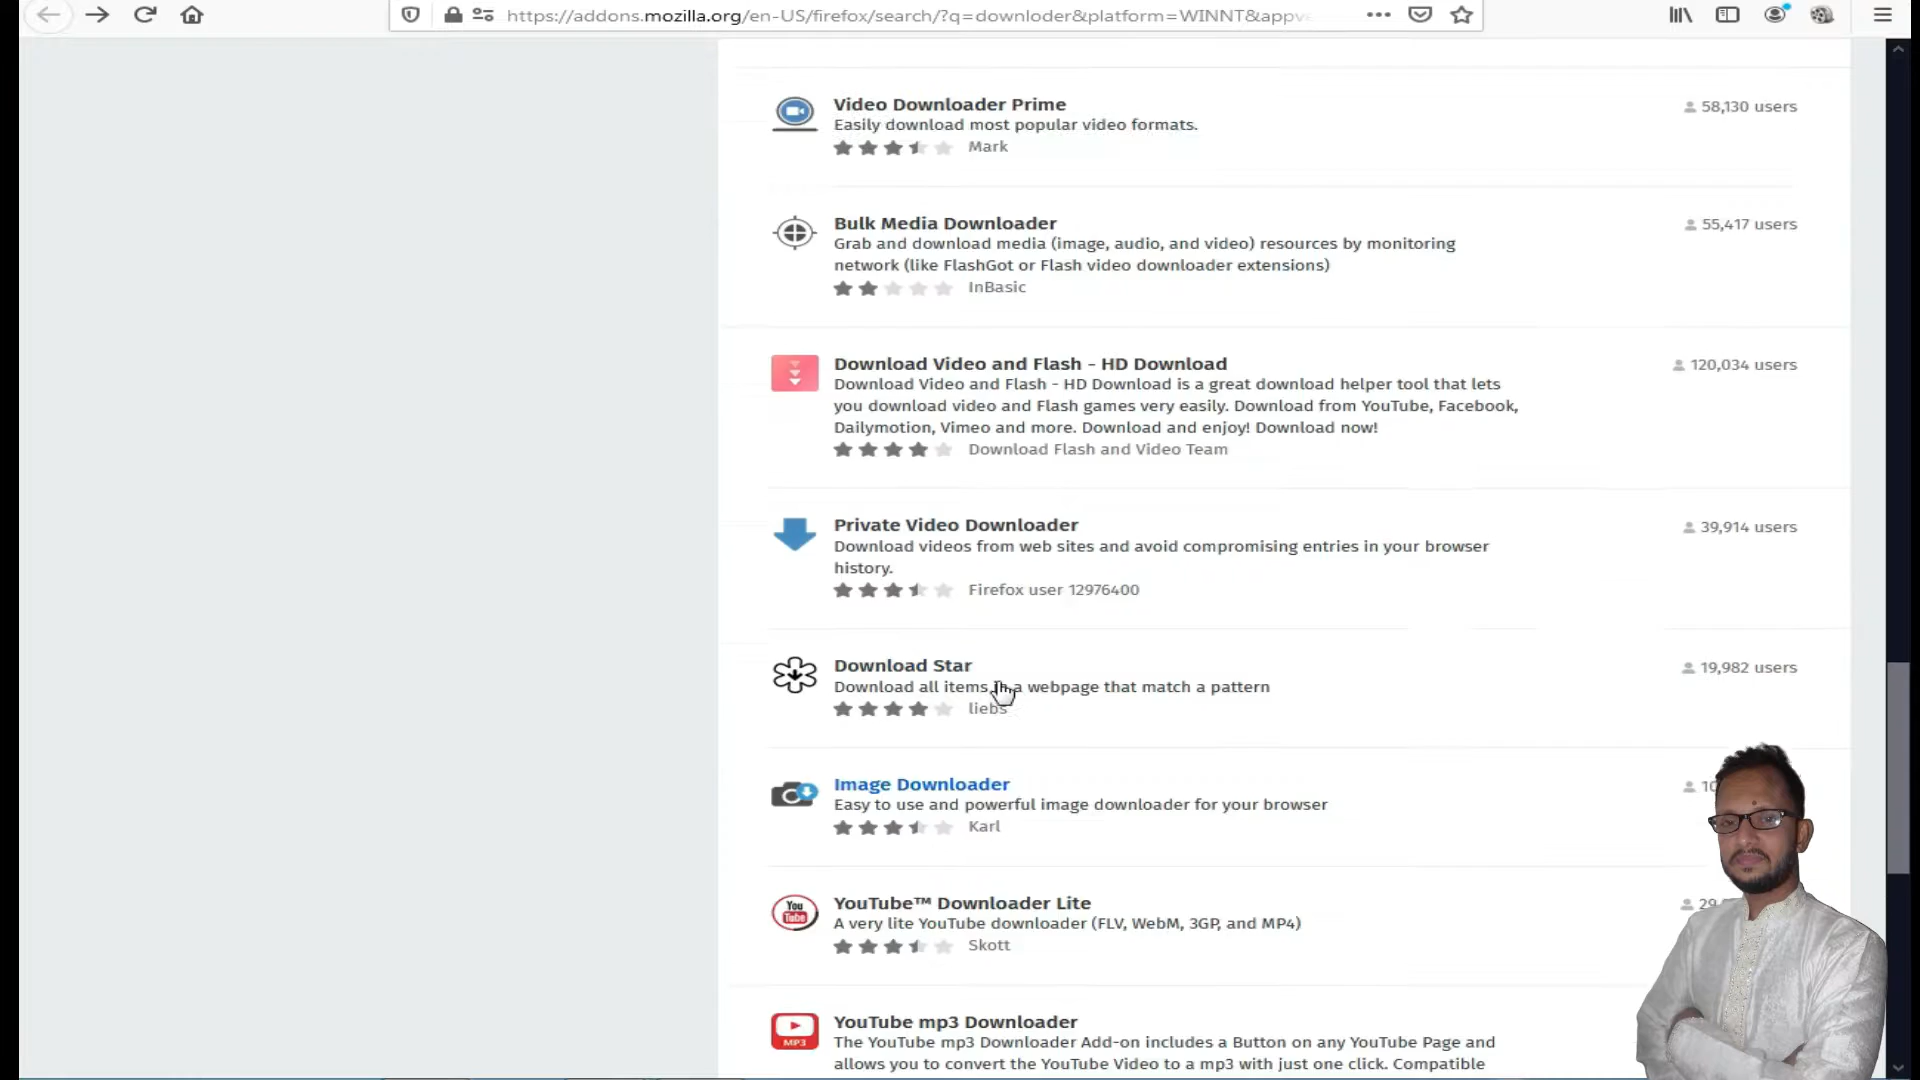 https://addons.mozilla.org/en-US/firefox/search/?q=downloder&platform=WINNT&appve
Video Downloader Prime
58,130 users
Easily download most popular video formats.
Mark
Bulk Media Downloader
55,417 users
Grab and download media (image, audio, and video) resources by monitoring
network (like FlashGot or Flash video downloader extensions)
InBasic
Download Video and Flash - HD Download
120,034 users
Download Video and Flash - HD Download is a great download helper tool that lets
you download video and Flash games very easily. Download from YouTube, Facebook,
Dailymotion, Vimeo and more. Download and enjoy! Download now!
Download Flash and Video Team
Private Video Downloader
39,914 users
Download videos from web sites and avoid compromising entries in your browser
history.
Firefox user 12976400
Download Star
19,982 users
Download all items in a webpage that match a pattern
liebs
Image Downloader
Easy to use and powerful image downloader for your browser
Karl
You
Tube
YouTube™ Downloader Lite
A very lite YouTube downloader (FLV, WebM, 3GP, and MP4)
Skott
MP3
YouTube mp3 Downloader
The YouTube mp3 Downloader Add-on includes a Button on any YouTube Page and
allows you to convert the YouTube Video to a mp3 with just one click. Compatible